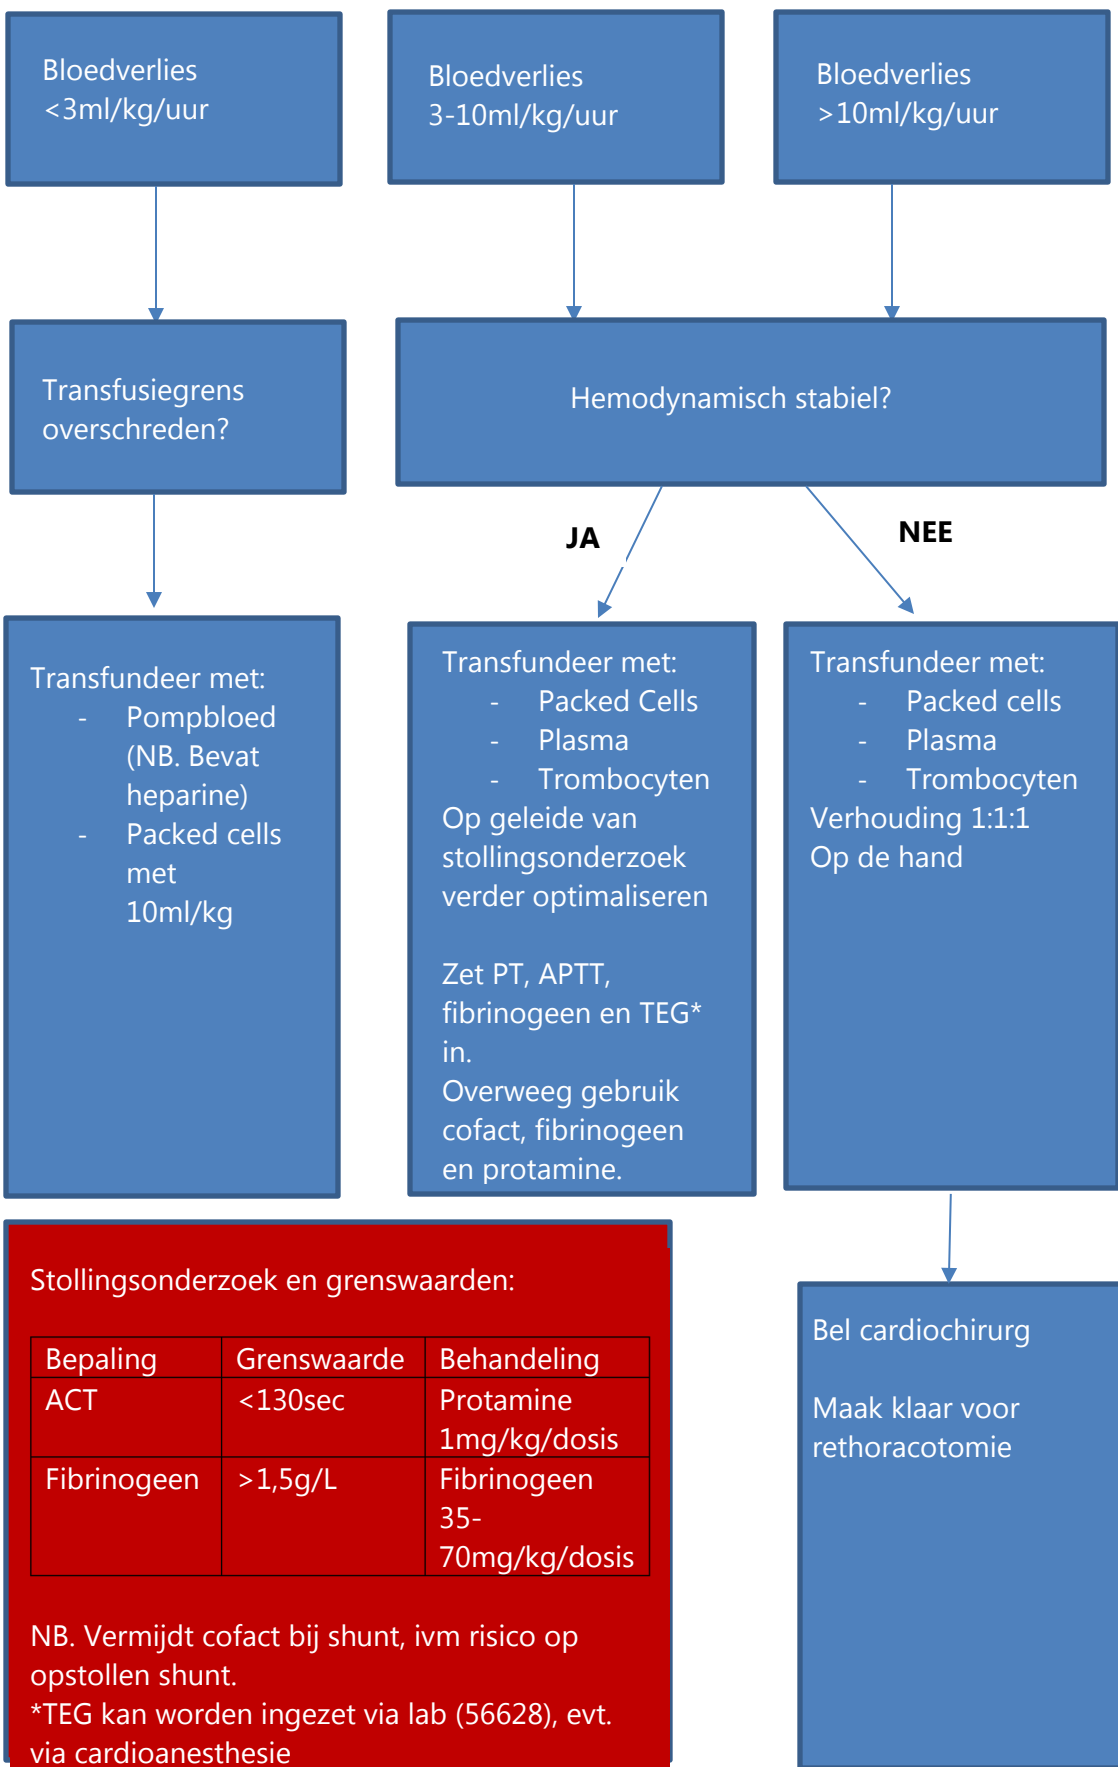 Bloedverlies
<3ml/kg/uur
Bloedverlies
3-10ml/kg/uur
Bloedverlies
>10ml/kg/uur
Transfusiegrens
overschreden?
Hemodynamisch stabiel?
JA
NEE
Transfundeer met:
- Pompbloed
(NB. Bevat
heparine)
- Packed cells
met
10ml/kg
Transfundeer met:
- Packed Cells
- Plasma
- Trombocyten
Op geleide van
stollingsonderzoek
verder optimaliseren
Zet PT, APTT,
fibrinogeen en TEG*
in.
Overweeg gebruik
cofact, fibrinogeen
en protamine.
Transfundeer met:
- Packed cells
- Plasma
- Trombocyten
Verhouding 1:1:1
Op de hand
Stollingsonderzoek en grenswaarden:
Bepaling Grenswaarde Behandeling
ACT <130sec Protamine
1mg/kg/dosis
Fibrinogeen >1,5g/L Fibrinogeen
35-
70mg/kg/dosis
NB. Vermijdt cofact bij shunt, ivm risico op
opstollen shunt.
*TEG kan worden ingezet via lab (56628), evt.
via cardioanesthesie
Bel cardiochirurg
Maak klaar voor
rethoracotomie